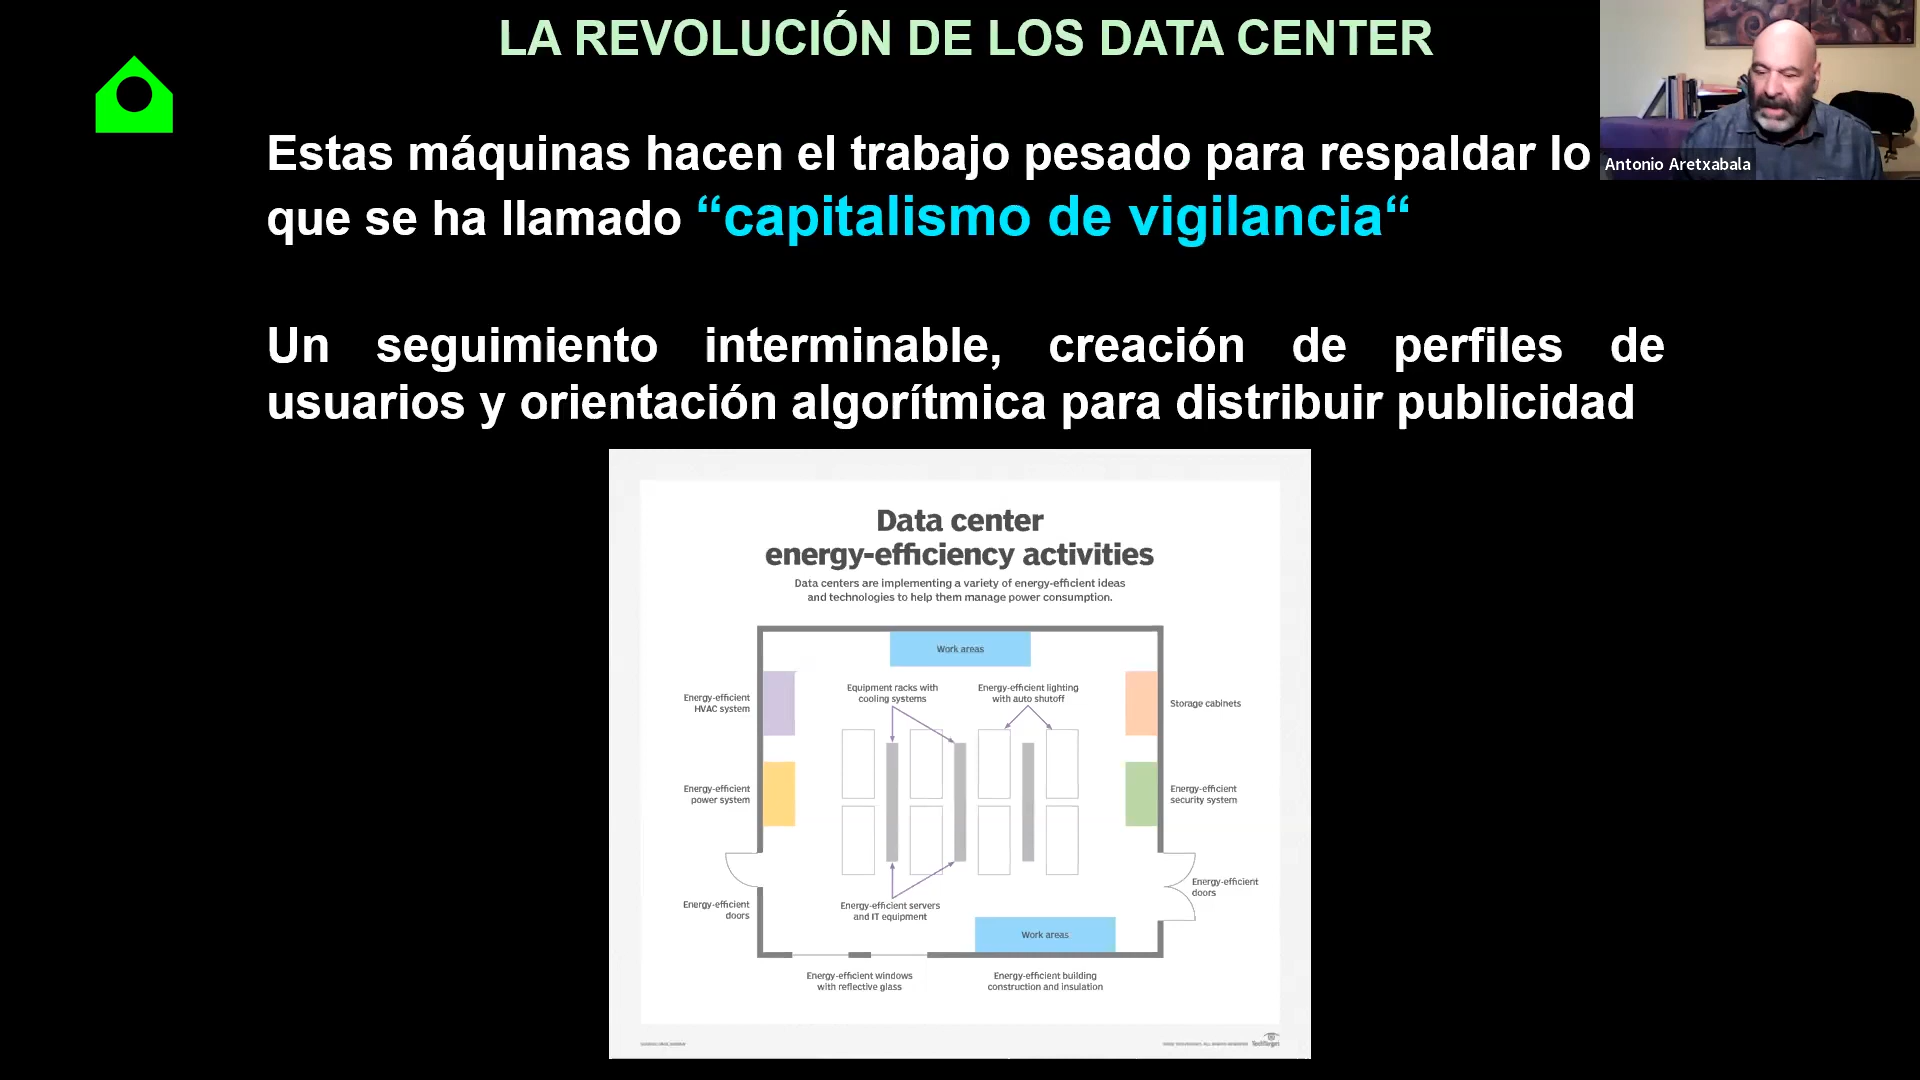 LA REVOLUCIÓN DE LOS DATA CENTER
Estas máquinas hacen el trabajo pesado para respaldar lo
que se ha llamado “capitalismo de vigilancia“
Antonio Aretxabala
Un seguimiento interminable, creación de perfiles de
usuarios y orientación algorítmica para distribuir publicidad
Data center
energy-efficiency activities
Data centers are implementing a variety of energy-efficient ideas
and technologies to help them manage power consumption.
Work areas
Energy-efficient
HVAC system
Equipment racks with
cooling systems
Energy-efficient lighting
with auto shutoff
Storage cabinets
Energy-efficient
power system
Energy-efficient
security system
Energy-efficient
doors
Energy-efficient servers
and IT equipment
Energy-efficient
doors
Work areas
Energy-efficient windows
with reflective glass
Energy-efficient building
construction and insulation
TechTarget